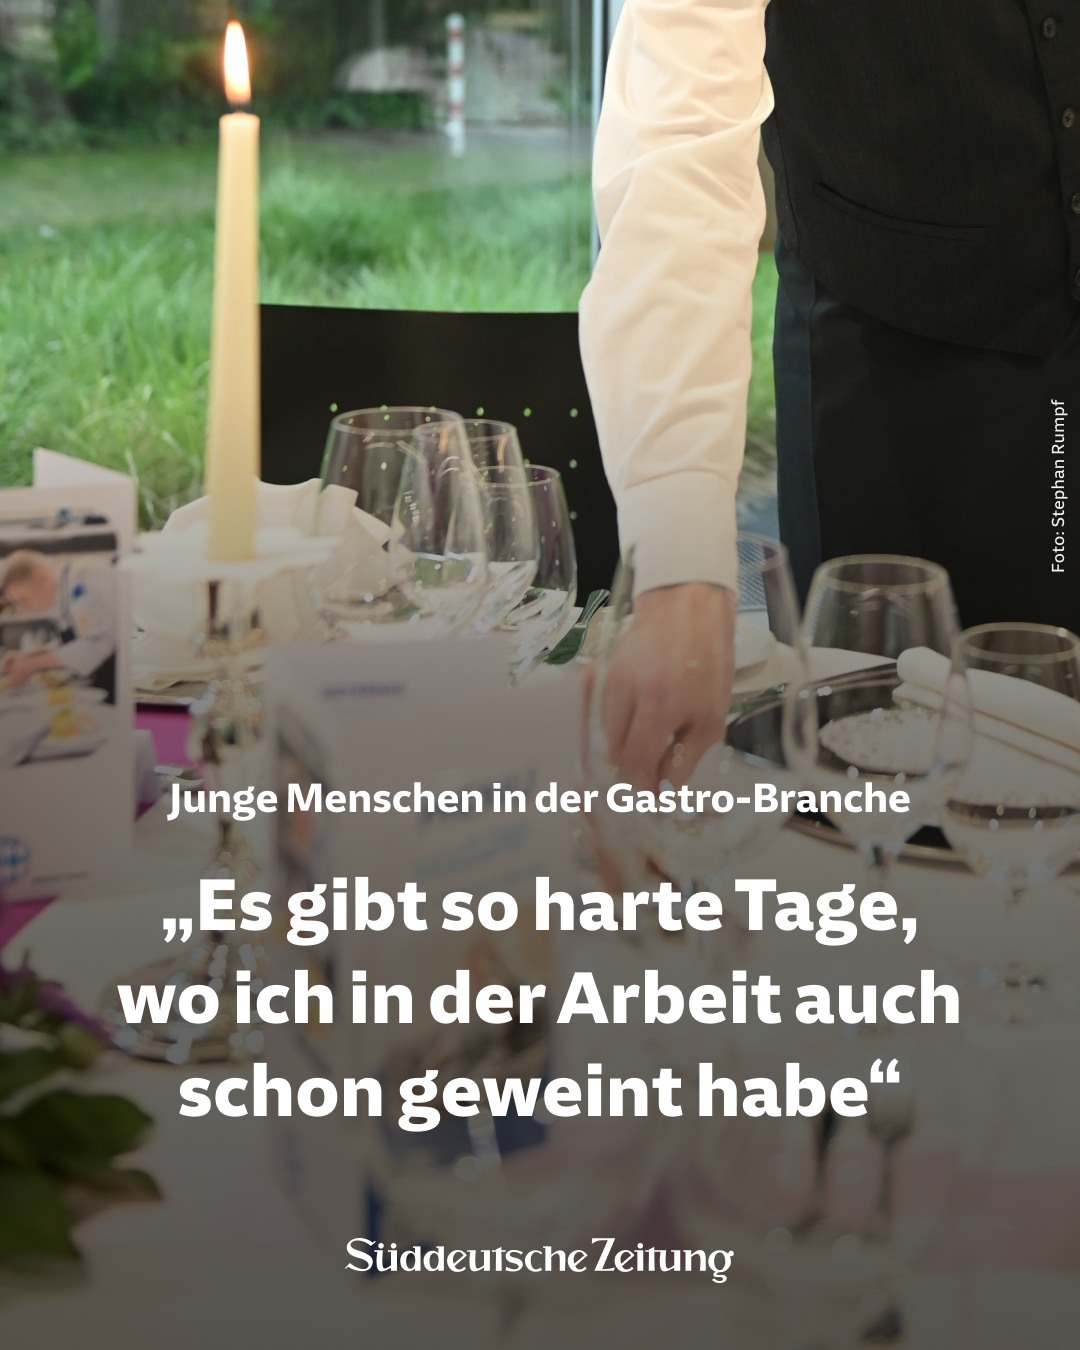 Foto: Stephan Rumpf
Junge Menschen in der Gastro-Branche
„Es gibt so harte Tage,
wo ich in der Arbeit auch
schon geweint habe“
Süddeutsche Zeitung